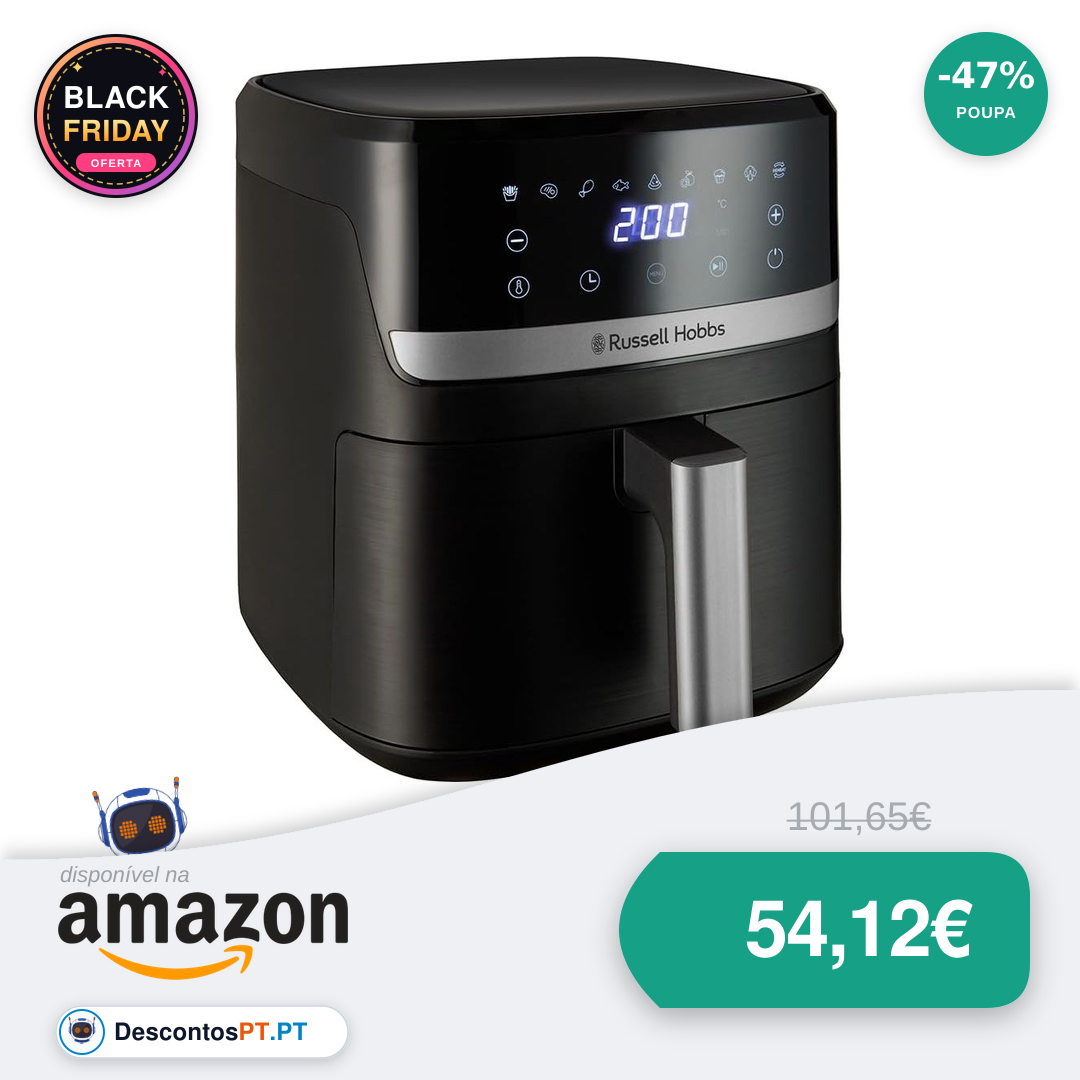 BLACK
FRIDAY
OFERTA
-47%
POUPA
200
°C
MENU
Russell Hobbs
101,65€
disponível na
amazon
54,12€
DescontosPT.PT